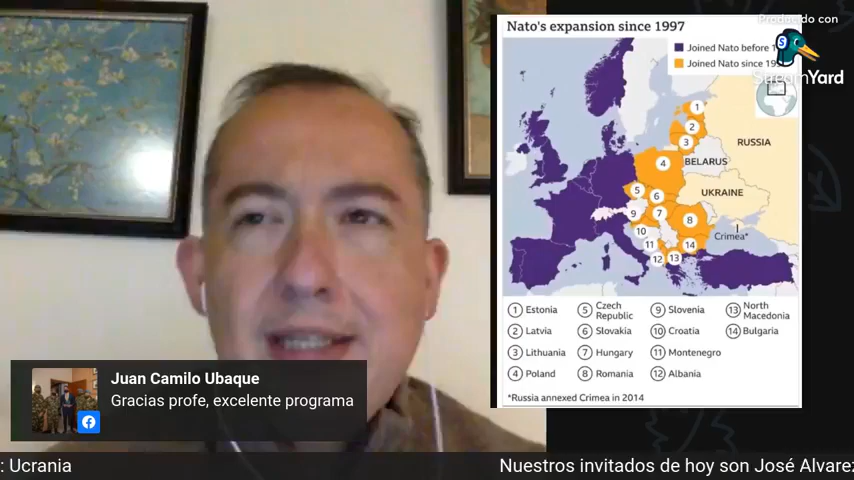 Nato's expansion since 1997
Producido con
StreamYard
Joined Nato before
Joined Nato since
1
2
3
4
5
6
7
8
9
10
11
12
13
14
RUSSIA
BELARUS
UKRAINE
Crimea*
1 Estonia
2 Latvia
3 Lithuania
4 Poland
5 Czech
Republic
6 Slovakia
7 Hungary
8 Romania
9 Slovenia
10 Croatia
11 Montenegro
12 Albania
13 North
Macedonia
14 Bulgaria
*Russia annexed Crimea in 2014
Juan Camilo Ubaque
Gracias profe, excelente programa
: Ucrania
Nuestros invitados de hoy son José Alvare